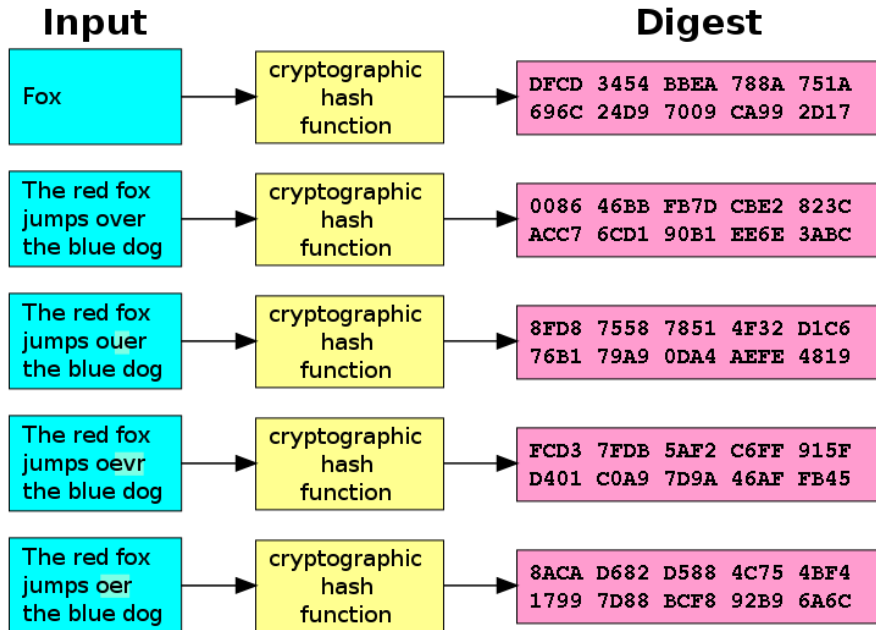 Input
Digest
Fox
cryptographic
hash
function
DFCD 3454 BBEA 788A 751A
696C 24D9 7009 CA99 2D17
The red fox
jumps over
the blue dog
cryptographic
hash
function
0086 46BB FB7D CBE2 823C
ACC7 6CD1 90B1 EE6E 3ABC
The red fox
jumps ouer
the blue dog
cryptographic
hash
function
8FD8 7558 7851 4F32 D1C6
76B1 79A9 0DA4 AEFE 4819
The red fox
jumps oevr
the blue dog
cryptographic
hash
function
FCD3 7FDB 5AF2 C6FF 915F
D401 C0A9 7D9A 46AF FB45
The red fox
jumps oer
the blue dog
cryptographic
hash
function
8ACA D682 D588 4C75 4BF4
1799 7D88 BCF8 92B9 6A6C